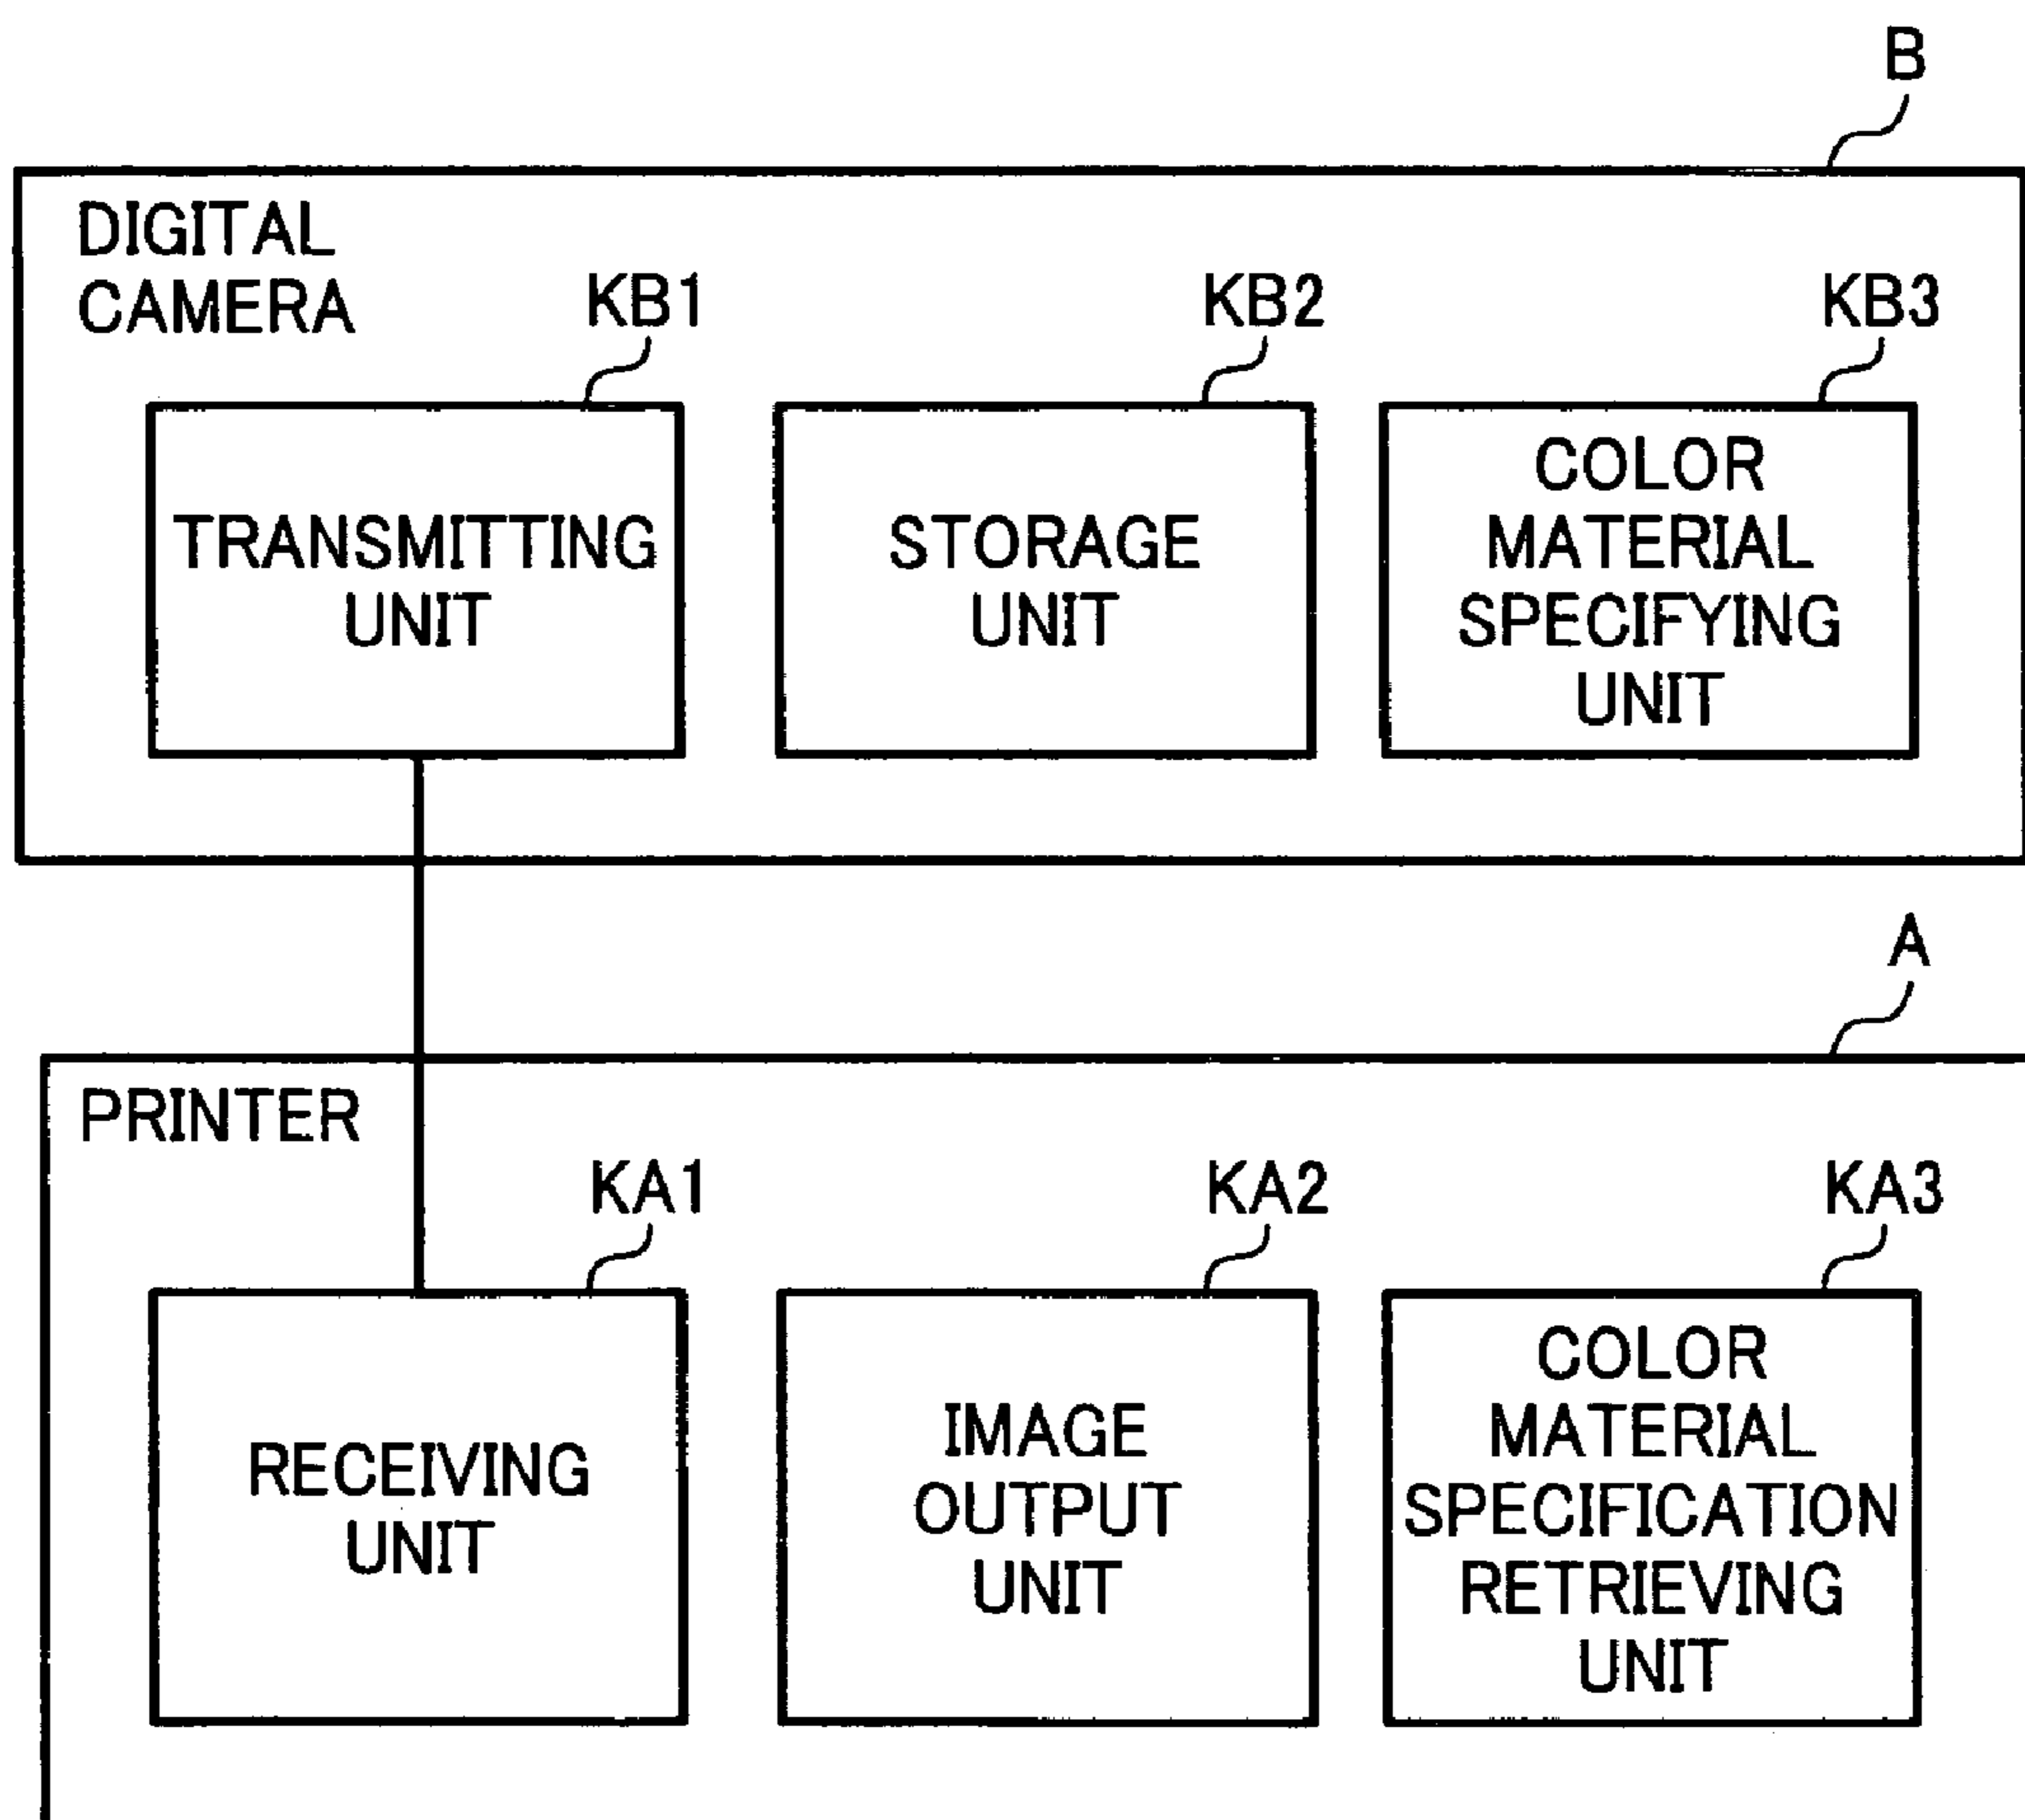 B
DIGITAL
CAMERA
KB1
KB2
KB3
TRANSMITTING
UNIT
STORAGE
UNIT
COLOR
MATERIAL
SPECIFYING
UNIT
A
PRINTER
KA1
KA2
KA3
RECEIVING
UNIT
IMAGE
OUTPUT
UNIT
COLOR
MATERIAL
SPECIFICATION
RETRIEVING
UNIT